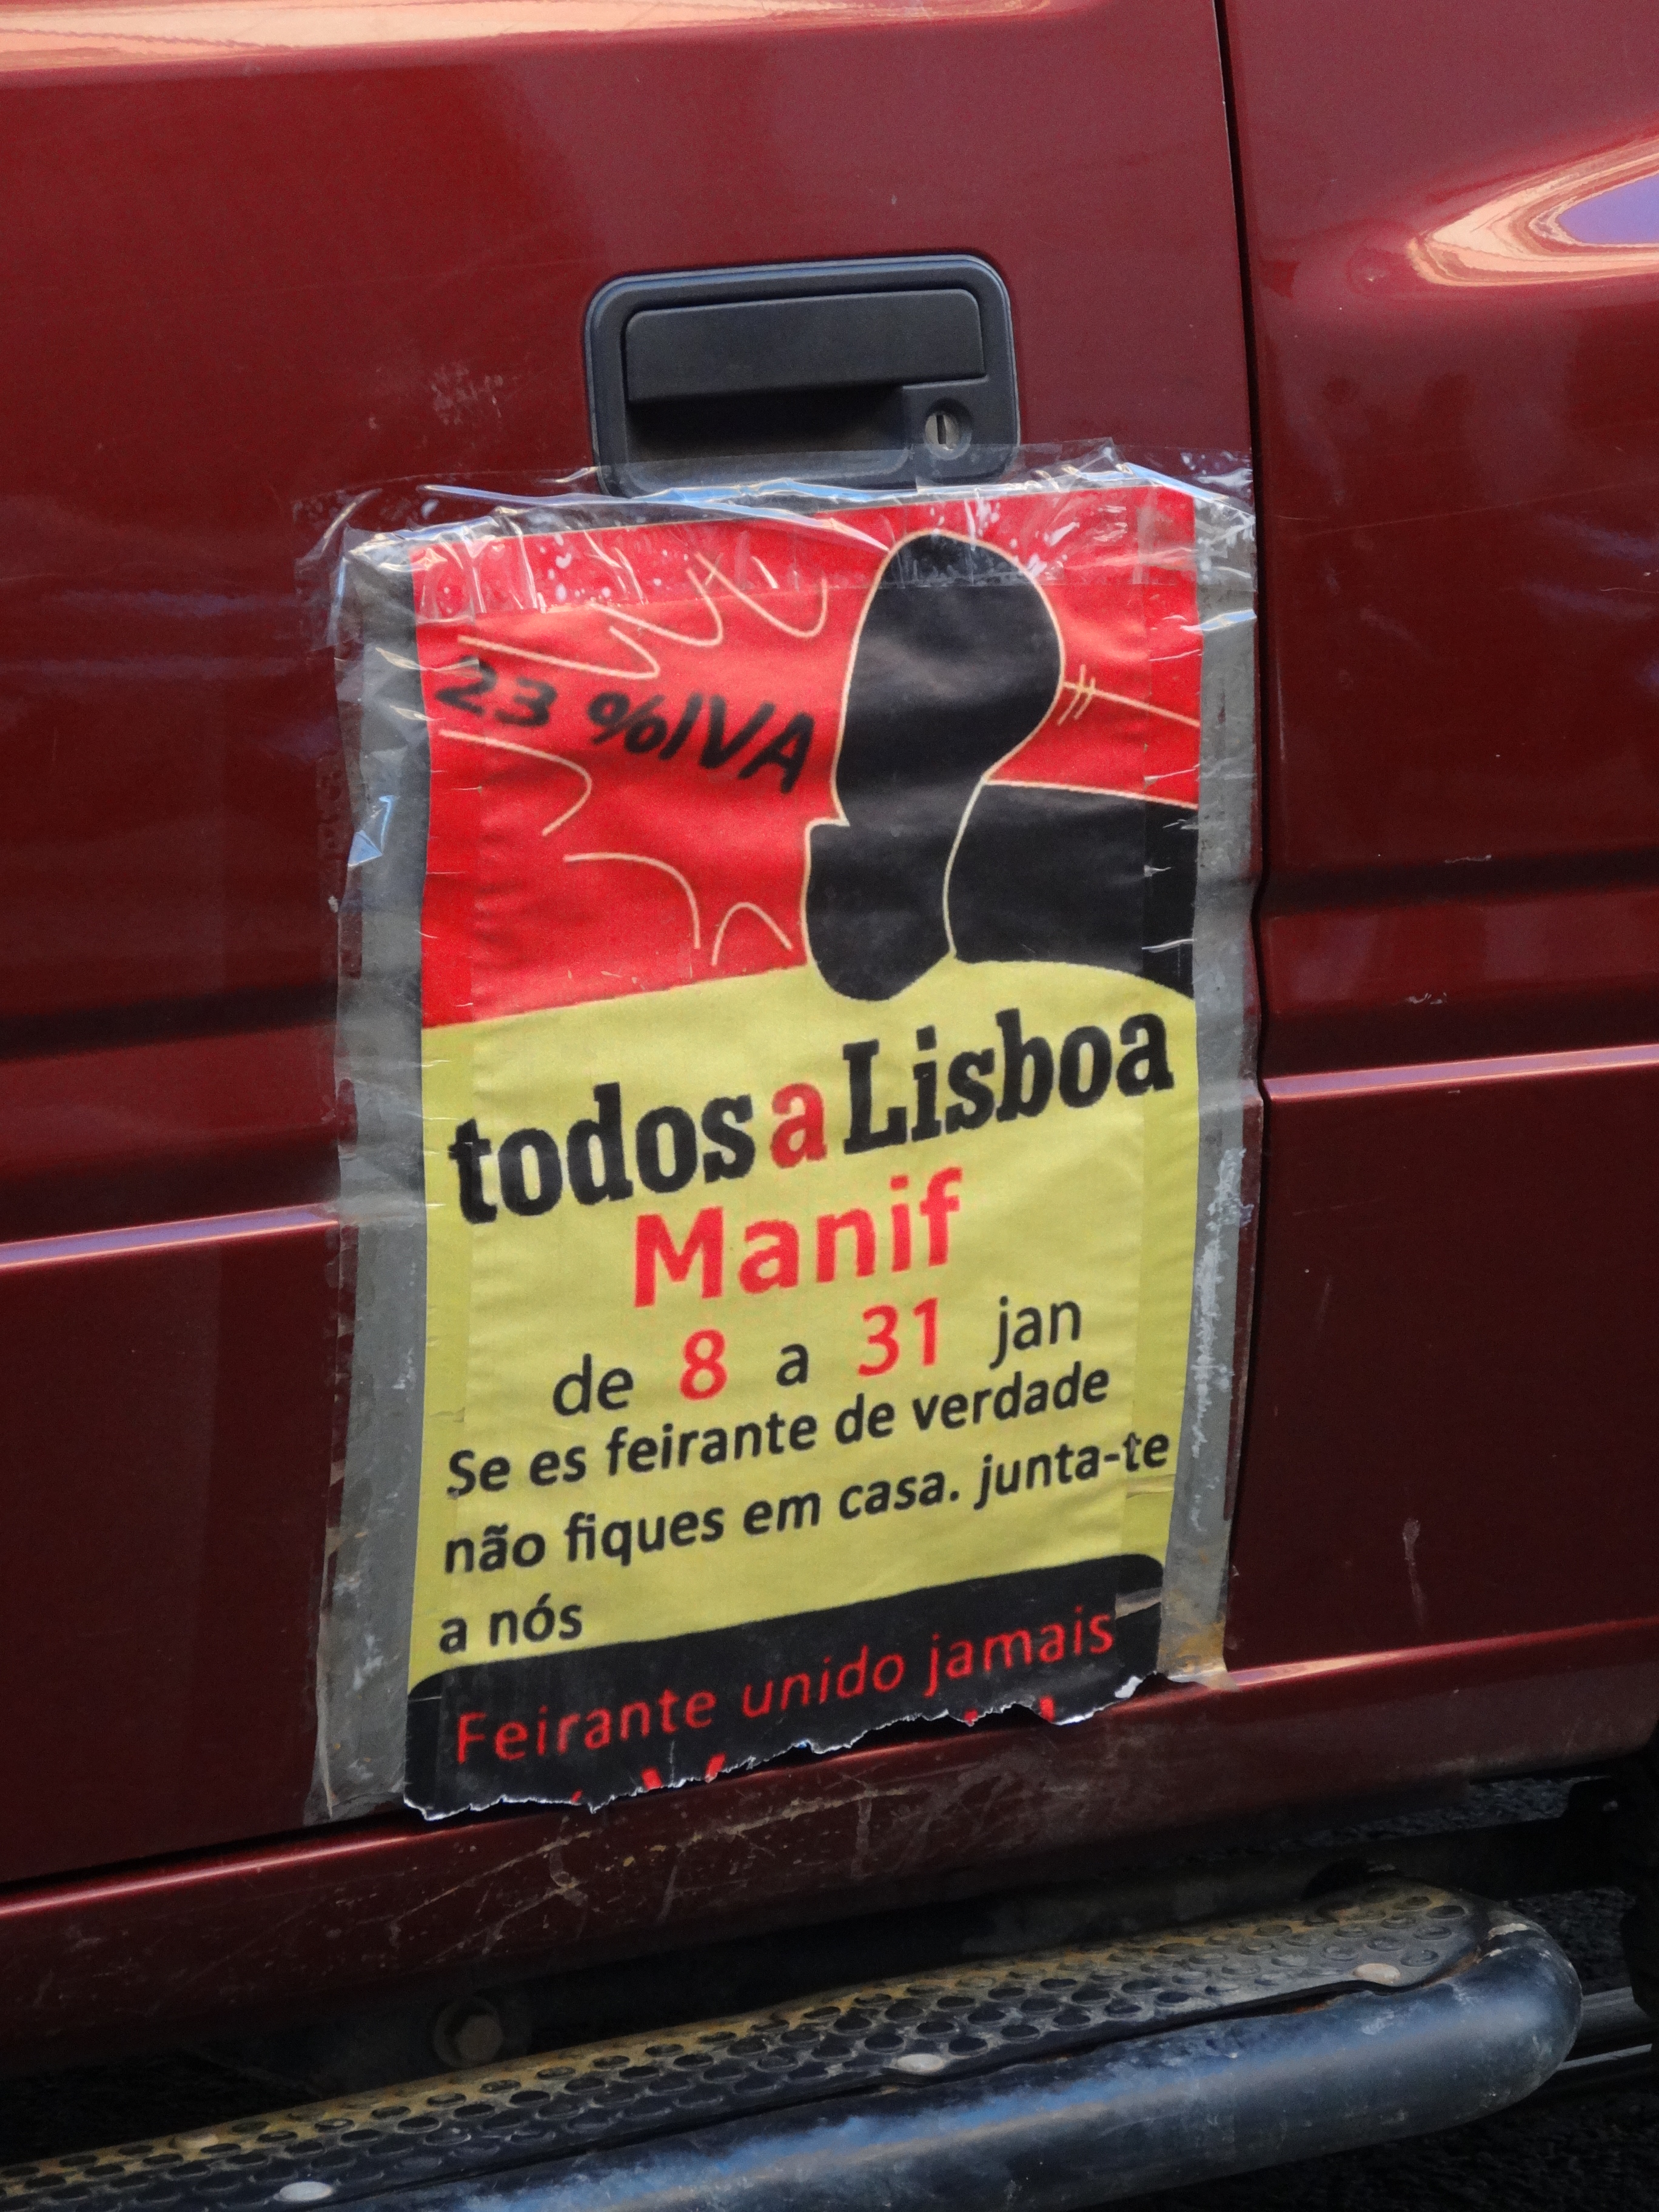 23 %IVA
todos a Lisboa
Manif
de 8 a 31 jan
Se es feirante de verdade
não fiques em casa. junta-te
a nós
Feirante unido jamais